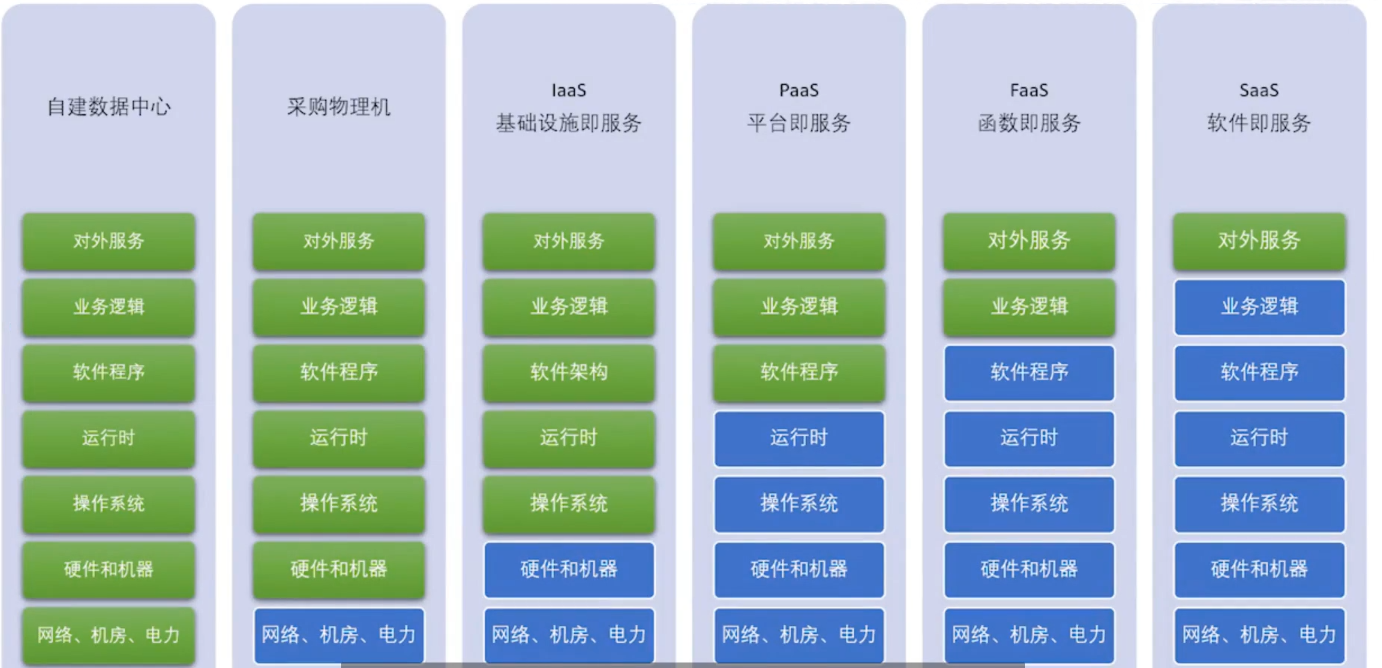 自建数据中心
对外服务
业务逻辑
软件程序
运行时
操作系统
硬件和机器
网络、机房、电力
采购物理机
对外服务
业务逻辑
软件程序
运行时
操作系统
硬件和机器
网络、机房、电力
IaaS
基础设施即服务
对外服务
业务逻辑
软件架构
运行时
操作系统
硬件和机器
网络、机房、电力
PaaS
平台即服务
对外服务
业务逻辑
软件程序
运行时
操作系统
硬件和机器
网络、机房、电力
FaaS
函数即服务
对外服务
业务逻辑
软件程序
运行时
操作系统
硬件和机器
网络、机房、电力
SaaS
软件即服务
对外服务
业务逻辑
软件程序
运行时
操作系统
硬件和机器
网络、机房、电力